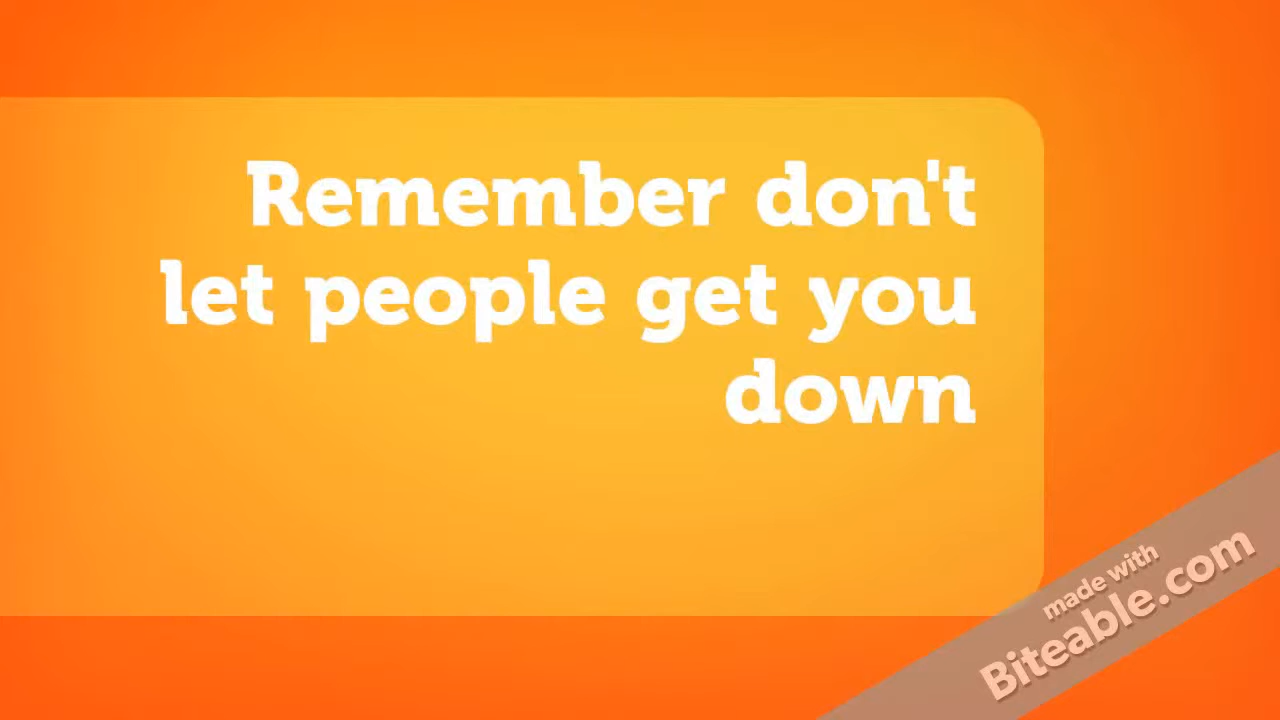 Remember don't
let people get you
down
made with
Biteable.com